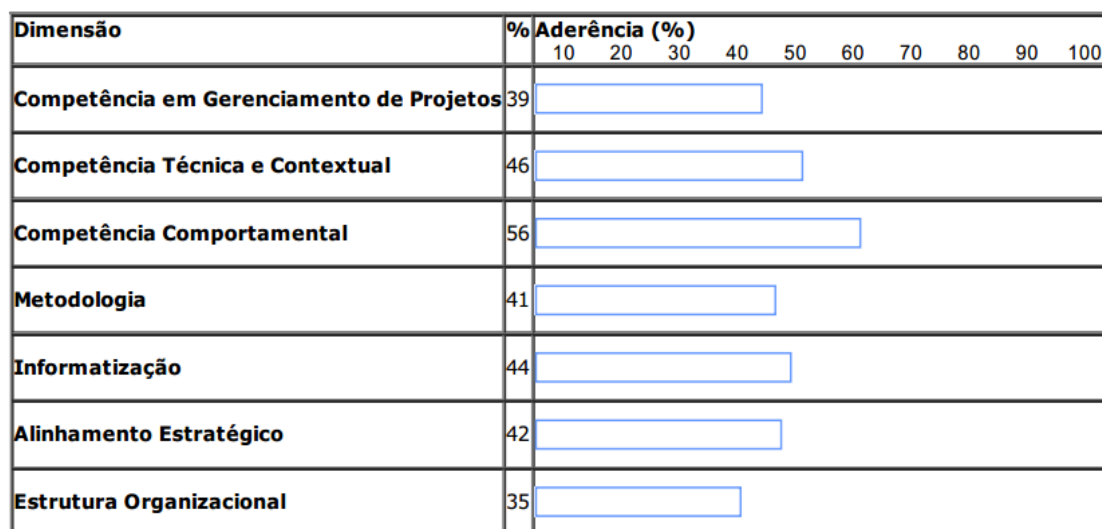 Dimensão % Aderência (%)
10 20 30 40 50 60 70 80 90 100
Competência em Gerenciamento de Projetos 39
Competência Técnica e Contextual 46
Competência Comportamental 56
Metodologia 41
Informatização 44
Alinhamento Estratégico 42
Estrutura Organizacional 35